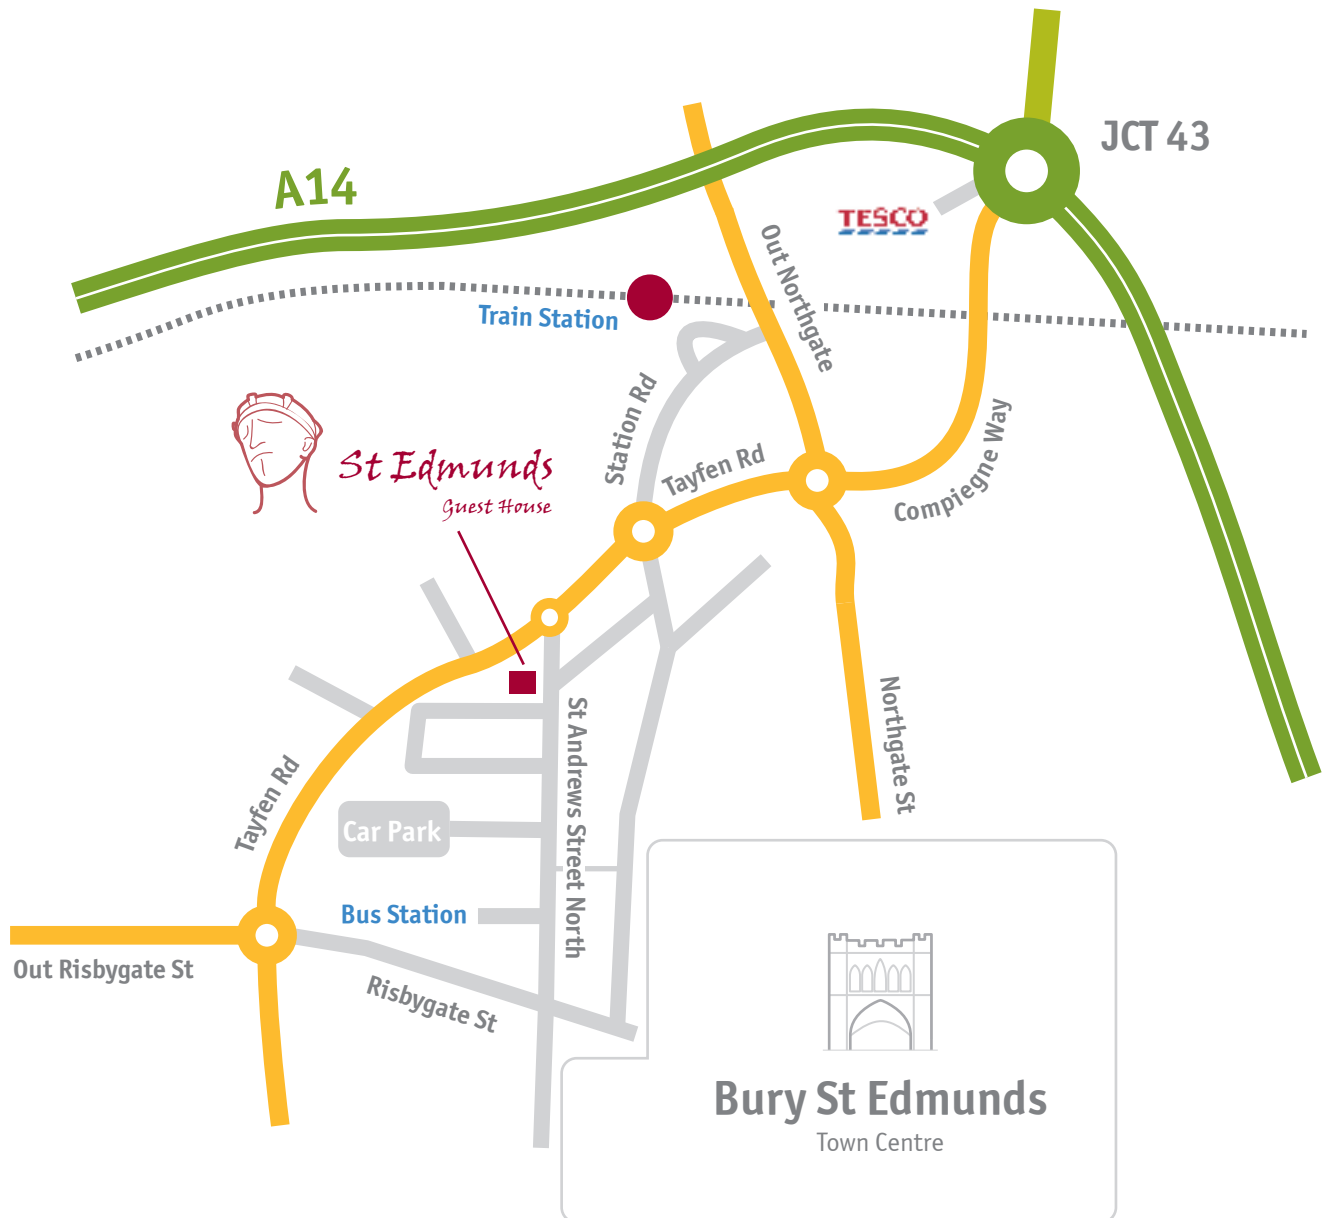 JCT 43
A14
TESCO
Out Northgate
Train Station
Station Rd
Tayfen Rd
Compiegne Way
St Edmunds
Guest House
St Andrews Street North
Northgate St
Tayfen Rd
Car Park
Bus Station
Out Risbygate St
Risbygate St
Bury St Edmunds
Town Centre